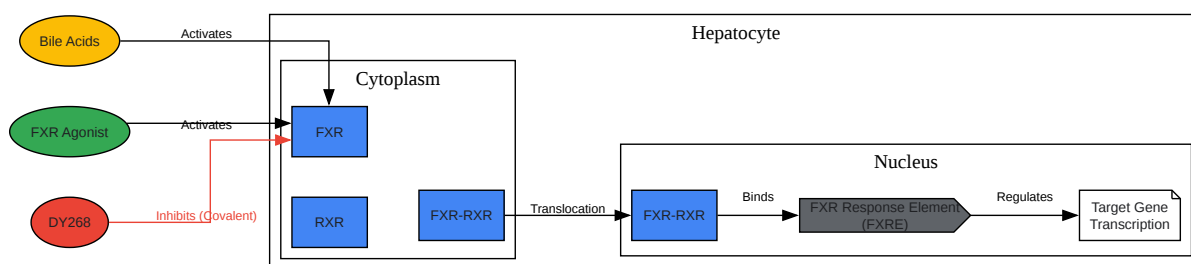 Hepatocyte
Bile Acids
Activates
Cytoplasm
FXR Agonist
Activates
FXR
DY268
Inhibits (Covalent)
RXR
FXR-RXR
Translocation
Nucleus
FXR-RXR
Binds
FXR Response Element
(FXRE)
Regulates
Target Gene
Transcription